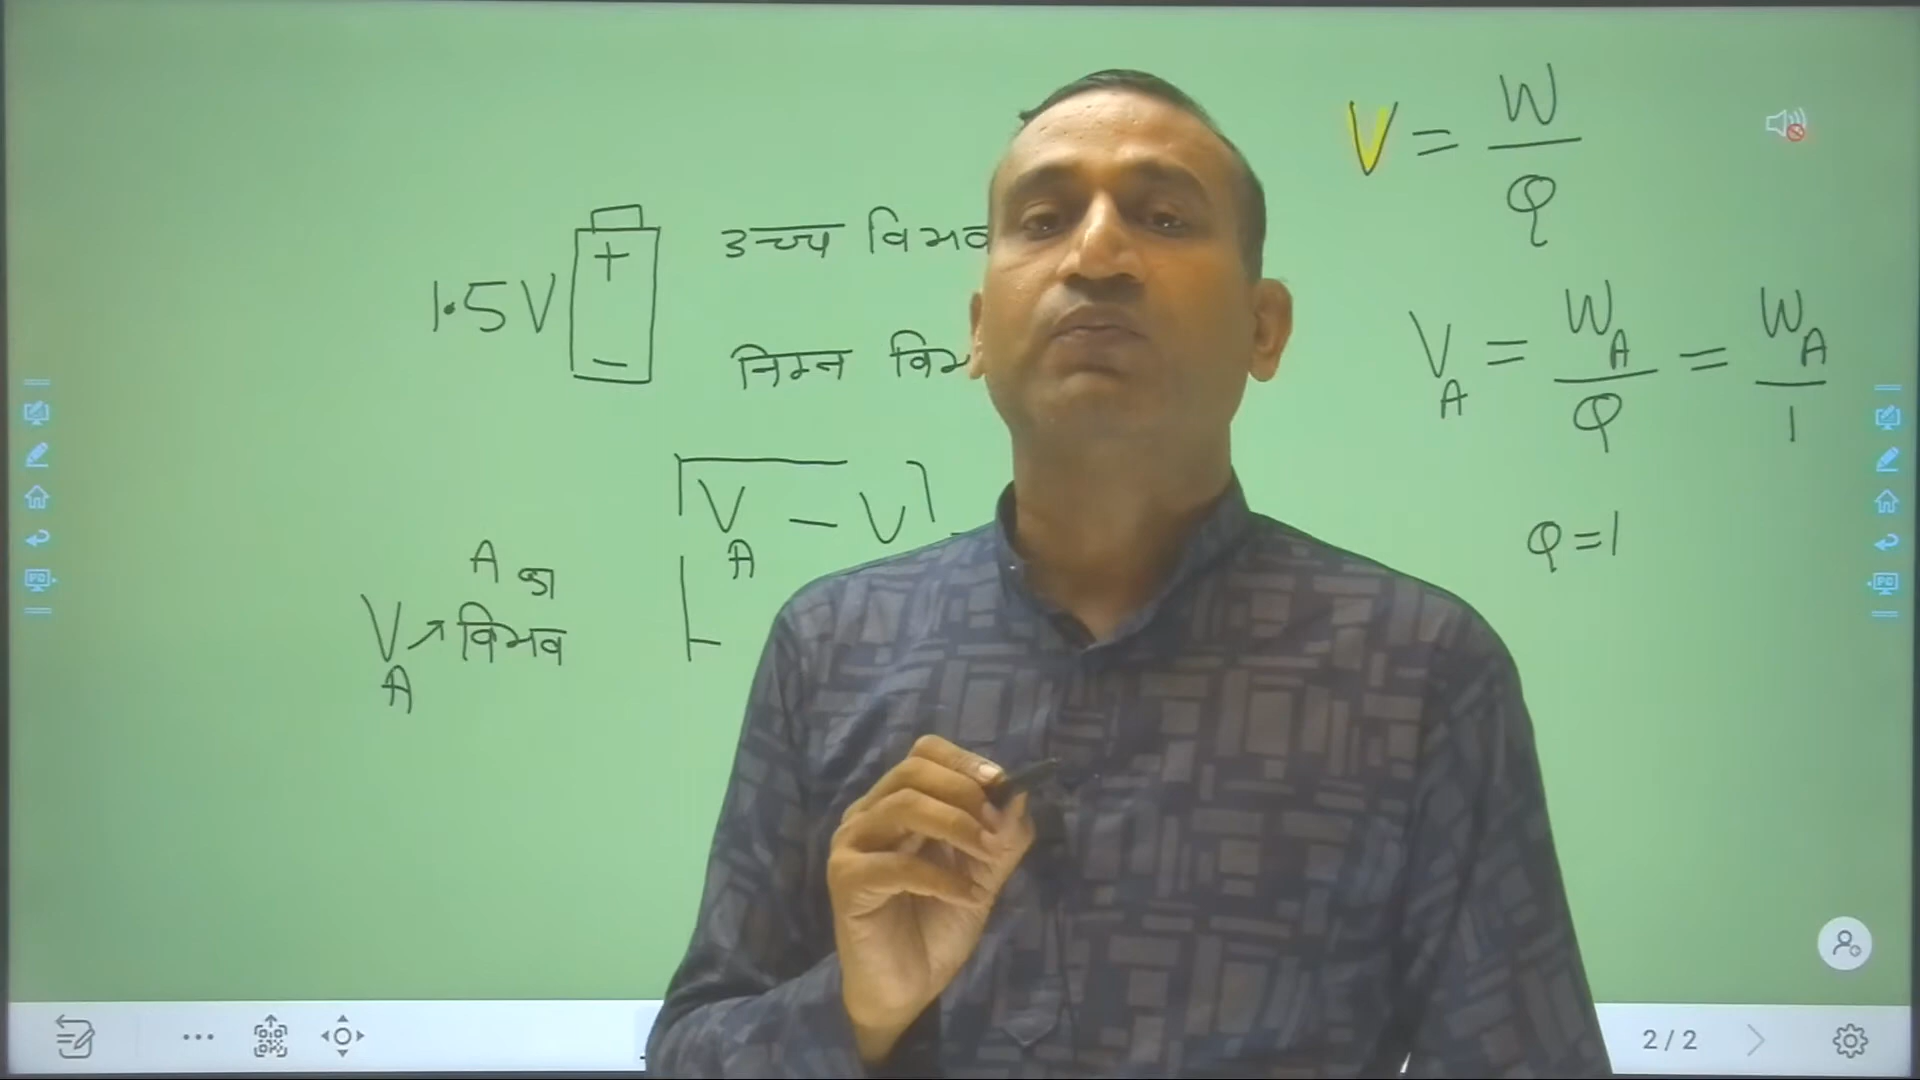 V = W / Q
1.5V + उच्च विभव
−
निम्न
V_A = W_A / Q = W_A / 1
V_A − V
Q = 1
A का
V_A → विभव
2 / 2